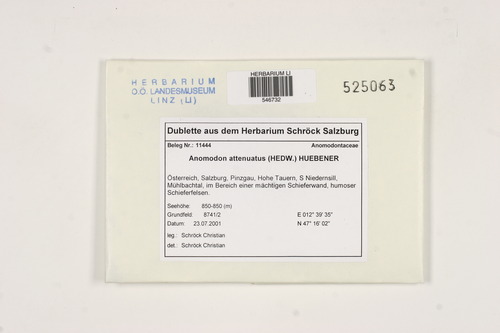 HERBARIUM
O.Ö. LANDESMUSEUM
LINZ (LI)
HERBARIUM LI
546732
525063
Dublette aus dem Herbarium Schröck Salzburg
Beleg Nr.: 11444 Anomodontaceae
Anomodon attenuatus (HEDW.) HUEBENER
Österreich, Salzburg, Pinzgau, Hohe Tauern, S Niedernsill,
Mühlbachtal, im Bereich einer mächtigen Schieferwand, humoser
Schieferfelsen.
Seehöhe: 850-850 (m)
Grundfeld: 8741/2 E 012° 39' 35"
Datum: 23.07.2001 N 47° 16' 02"
leg.: Schröck Christian
det.: Schröck Christian